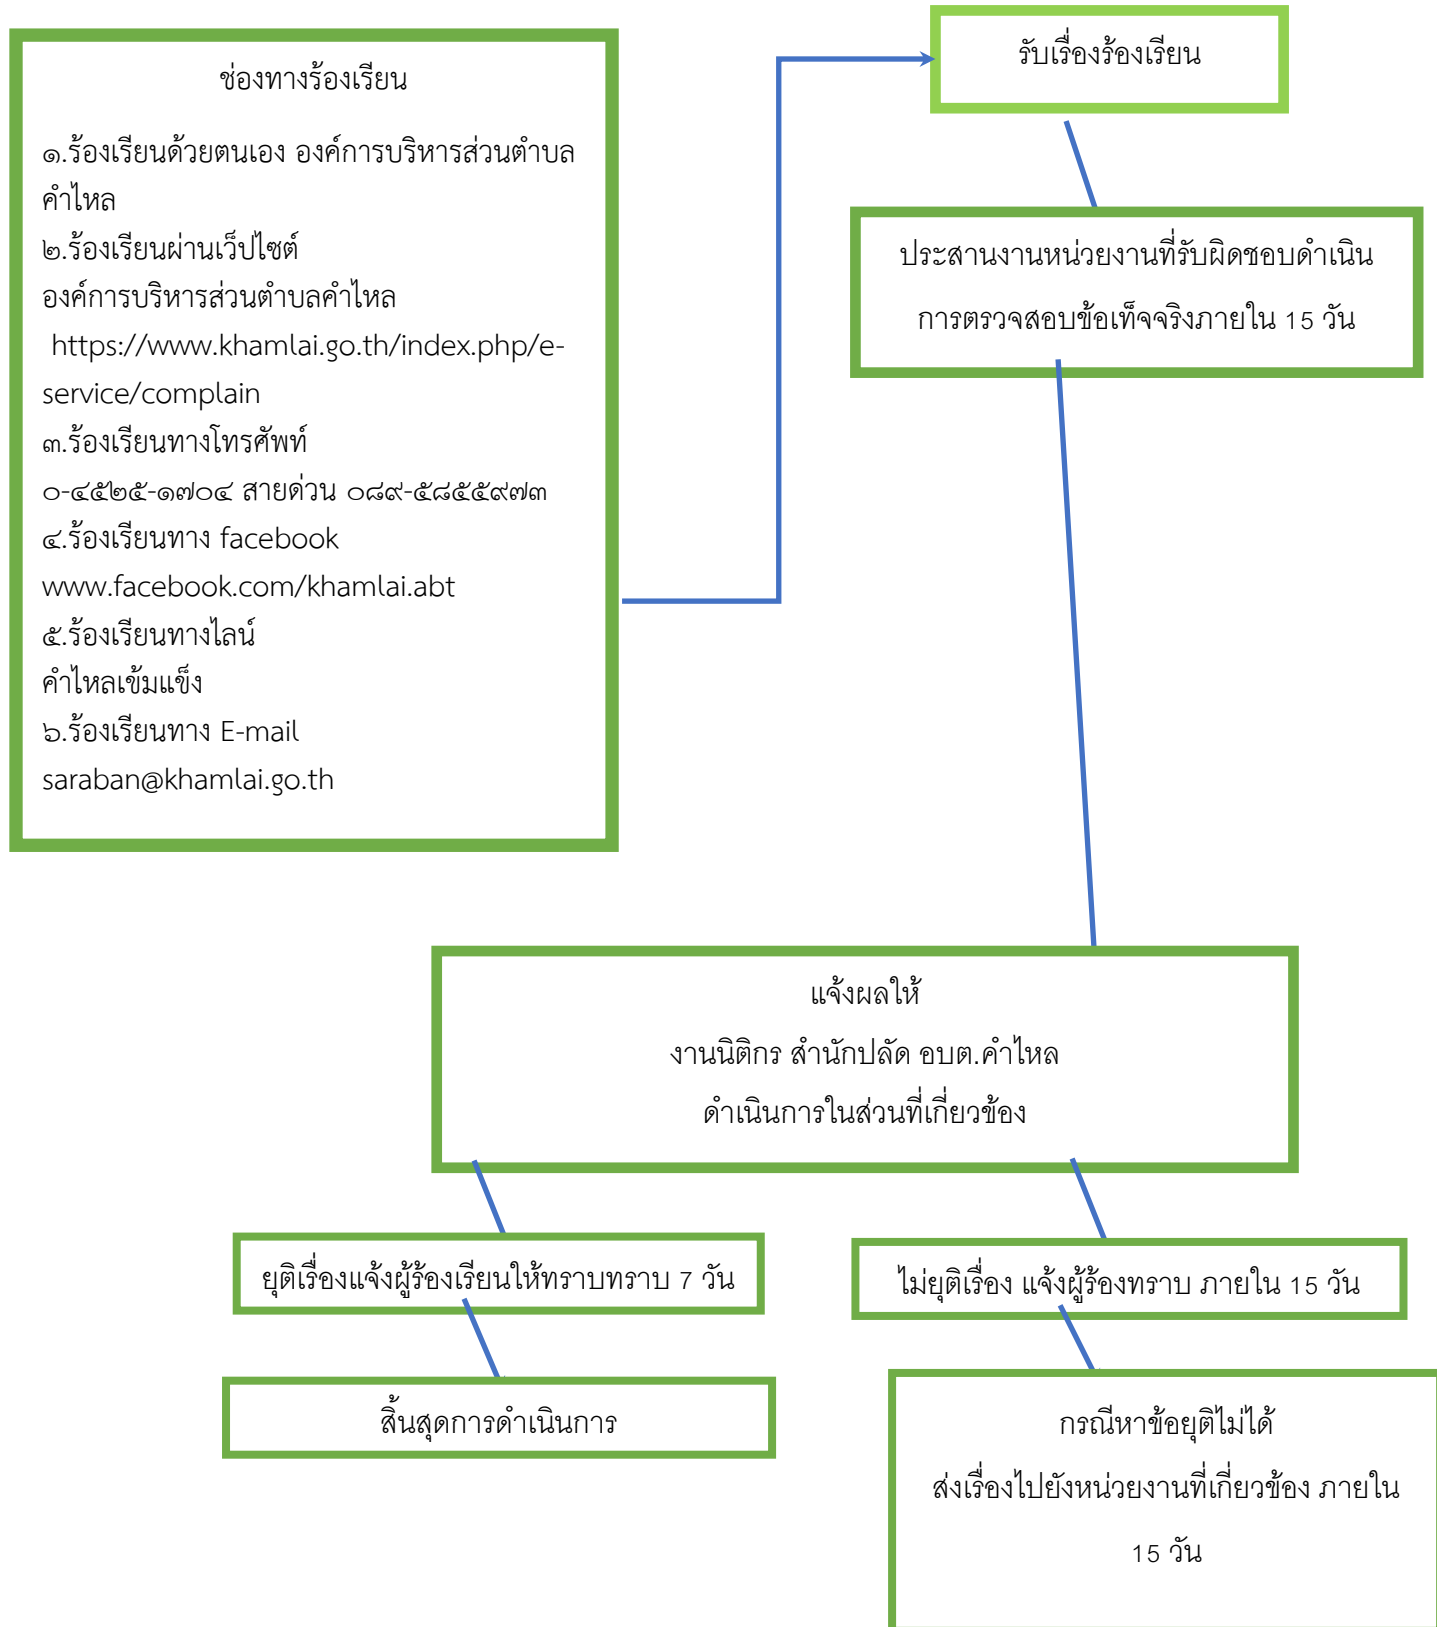 ช่องทางร้องเรียน
๑.ร้องเรียนด้วยตนเอง องค์การบริหารส่วนตำบล
คำไหล
๒.ร้องเรียนผ่านเว็ปไซต์
องค์การบริหารส่วนตำบลคำไหล
https://www.khamlai.go.th/index.php/e-
service/complain
๓.ร้องเรียนทางโทรศัพท์
๐-๔๕๒๕-๑๗๐๔ สายด่วน ๐๘๙-๕๘๕๕๙๗๓
๔.ร้องเรียนทาง facebook
www.facebook.com/khamlai.abt
๕.ร้องเรียนทางไลน์
คำไหลเข้มแข็ง
๖.ร้องเรียนทาง E-mail
saraban@khamlai.go.th
รับเรื่องร้องเรียน
ประสานงานหน่วยงานที่รับผิดชอบดำเนิน
การตรวจสอบข้อเท็จจริงภายใน 15 วัน
แจ้งผลให้
งานนิติกร สำนักปลัด อบต.คำไหล
ดำเนินการในส่วนที่เกี่ยวข้อง
ยุติเรื่องแจ้งผู้ร้องเรียนให้ทราบทราบ 7 วัน
ไม่ยุติเรื่อง แจ้งผู้ร้องทราบ ภายใน 15 วัน
สิ้นสุดการดำเนินการ
กรณีหาข้อยุติไม่ได้
ส่งเรื่องไปยังหน่วยงานที่เกี่ยวข้อง ภายใน
15 วัน